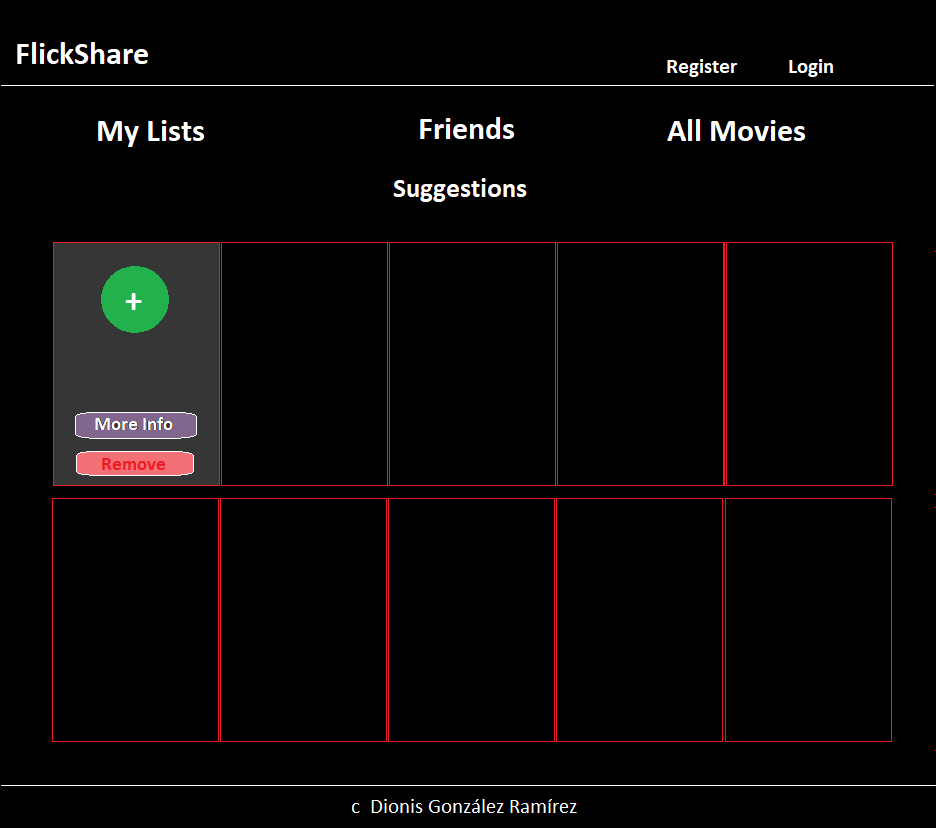 FlickShare
Register Login
My Lists Friends All Movies
Suggestions
+
More Info
Remove
c Dionis González Ramírez